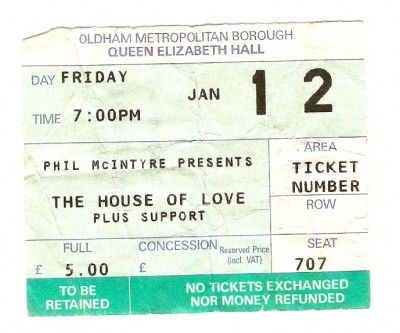 OLDHAM METROPOLITAN BOROUGH
QUEEN ELIZABETH HALL
DAY FRIDAY JAN 12
TIME 7:00PM
AREA
PHIL McINTYRE PRESENTS TICKET
NUMBER
THE HOUSE OF LOVE ROW
PLUS SUPPORT
FULL CONCESSION Reserved Price (incl. VAT) SEAT
£ 5.00 £ 707
TO BE RETAINED
NO TICKETS EXCHANGED
NOR MONEY REFUNDED